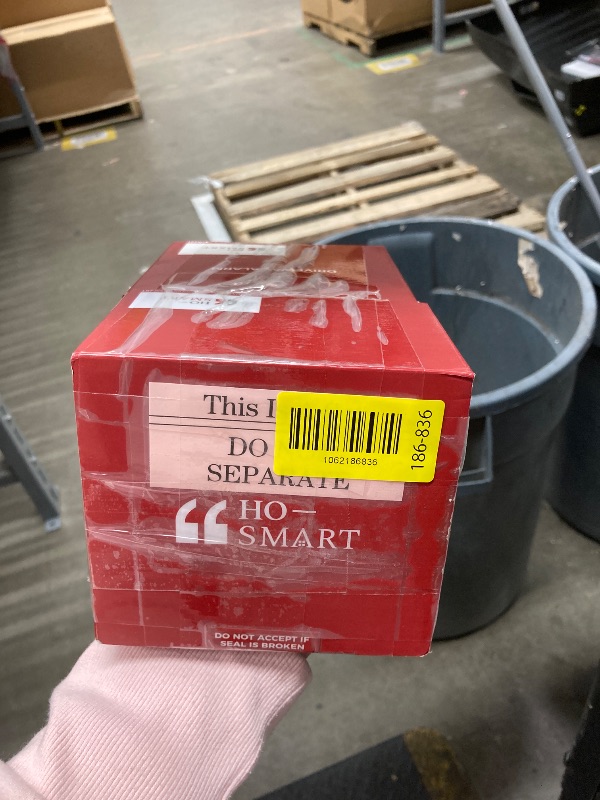 This I
DO
SEPARATE
1062186836
186-836
HO—
SMART
DO NOT ACCEPT IF
SEAL IS BROKEN